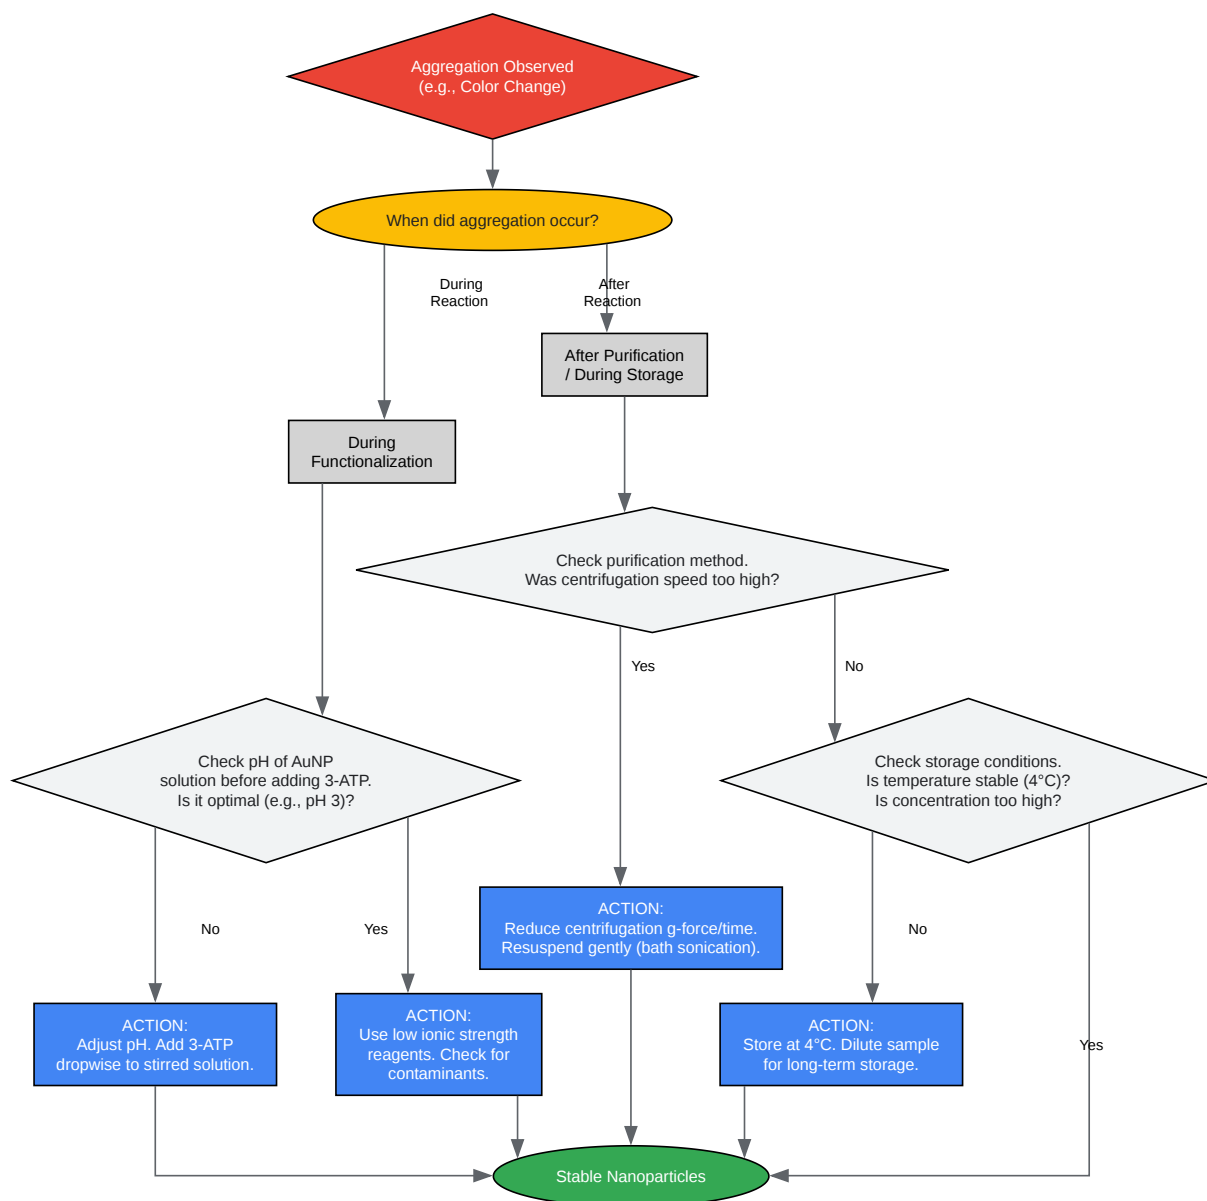 Aggregation Observed
(e.g., Color Change)
When did aggregation occur?
During
Reaction
After
Reaction
After Purification
/ During Storage
During
Functionalization
Check purification method.
Was centrifugation speed too high?
Yes
No
Check pH of AuNP
solution before adding 3-ATP.
Is it optimal (e.g., pH 3)?
Check storage conditions.
Is temperature stable (4°C)?
Is concentration too high?
No
Yes
ACTION:
Reduce centrifugation g-force/time.
Resuspend gently (bath sonication).
No
Yes
ACTION:
Adjust pH. Add 3-ATP
dropwise to stirred solution.
ACTION:
Use low ionic strength
reagents. Check for
contaminants.
ACTION:
Store at 4°C. Dilute sample
for long-term storage.
Stable Nanoparticles